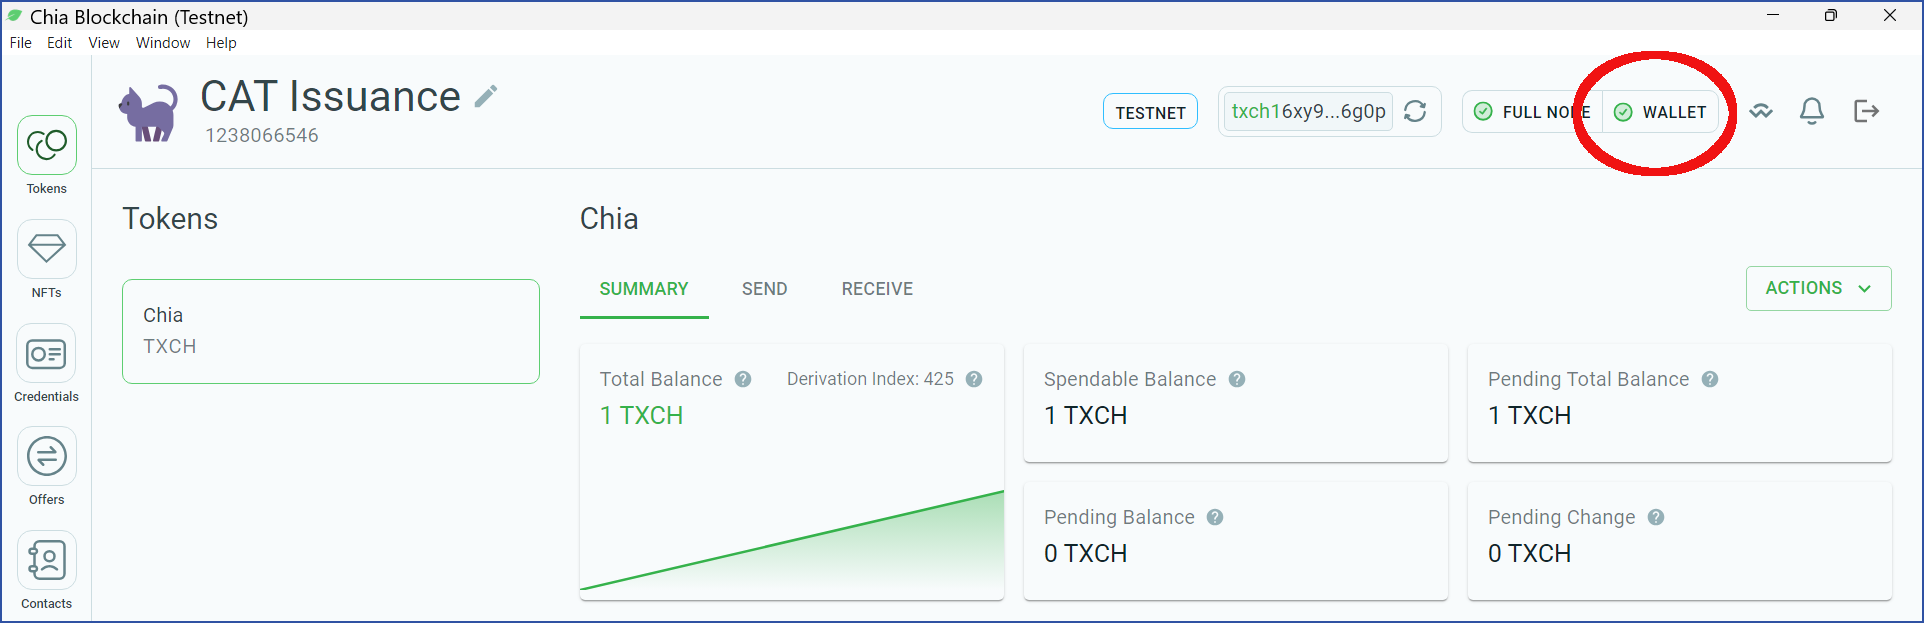 Chia Blockchain (Testnet)
File Edit View Window Help
CAT Issuance
1238066546
TESTNET
txch16xy9...6g0p
FULL NODE
WALLET
Tokens
NFTs
Credentials
Offers
Contacts
Tokens
Chia
TXCH
Chia
SUMMARY SEND RECEIVE
ACTIONS
Total Balance ? Derivation Index: 425 ?
1 TXCH
Spendable Balance ?
1 TXCH
Pending Total Balance ?
1 TXCH
Pending Balance ?
0 TXCH
Pending Change ?
0 TXCH